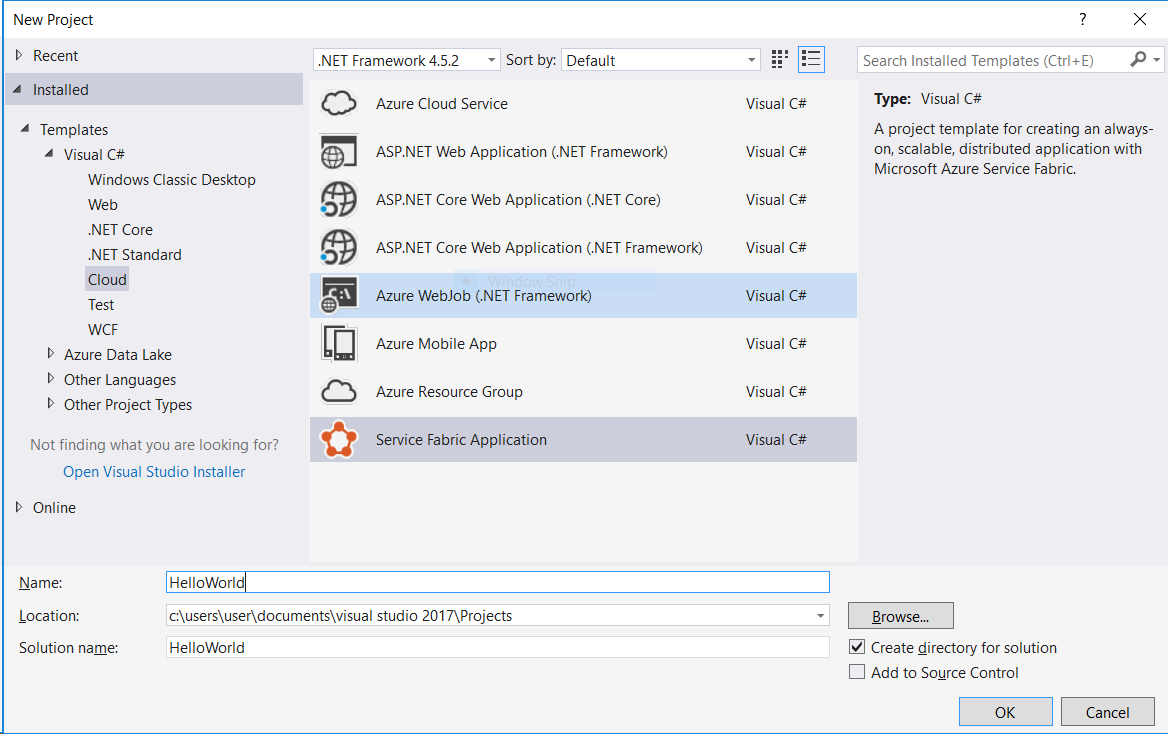 New Project
?
Recent
Installed
Templates
Visual C#
Windows Classic Desktop
Web
.NET Core
.NET Standard
Cloud
Test
WCF
Azure Data Lake
Other Languages
Other Project Types
Not finding what you are looking for?
Open Visual Studio Installer
Online
.NET Framework 4.5.2 Sort by: Default
Azure Cloud Service Visual C#
ASP.NET Web Application (.NET Framework) Visual C#
ASP.NET Core Web Application (.NET Core) Visual C#
ASP.NET Core Web Application (.NET Framework) Visual C#
Window Snip
Azure WebJob (.NET Framework) Visual C#
Azure Mobile App Visual C#
Azure Resource Group Visual C#
Service Fabric Application Visual C#
Search Installed Templates (Ctrl+E)
Type: Visual C#
A project template for creating an always-
on, scalable, distributed application with
Microsoft Azure Service Fabric.
Name: HelloWorld
Location: c:\users\user\documents\visual studio 2017\Projects Browse...
Solution name: HelloWorld
Create directory for solution
Add to Source Control
OK Cancel